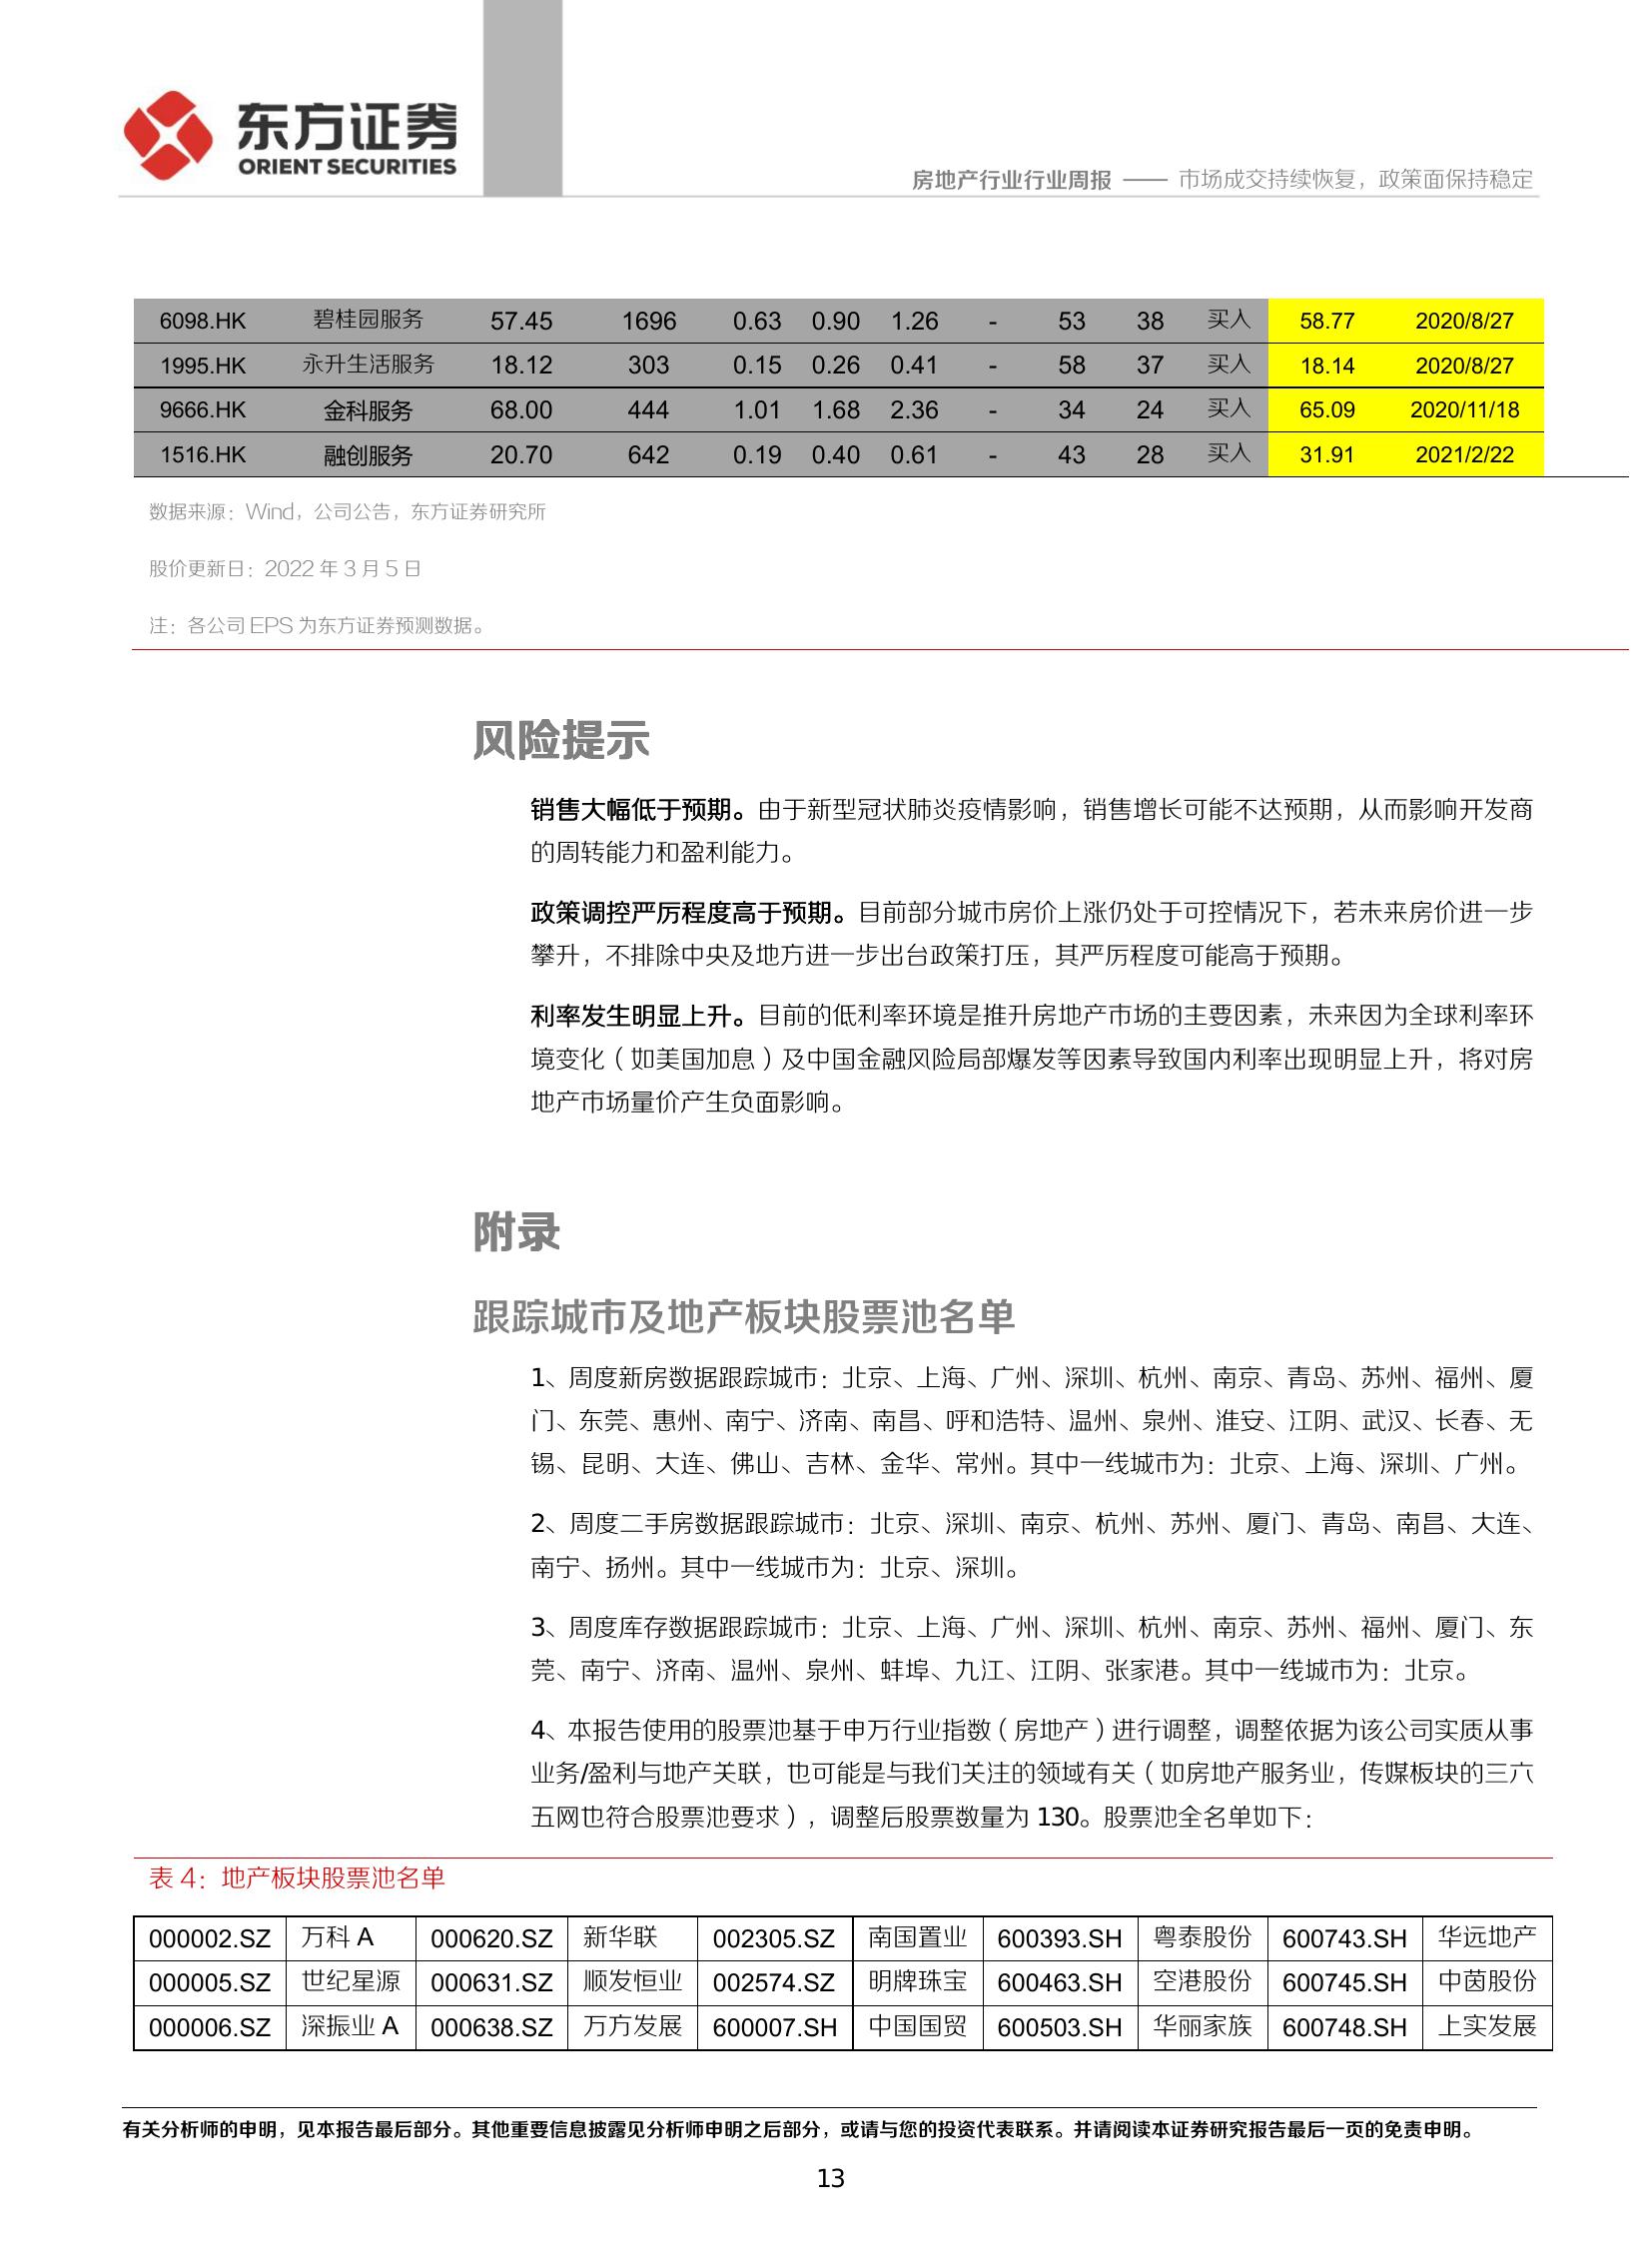 东方证券
ORIENT SECURITIES
房地产行业行业周报 —— 市场成交持续恢复，政策面保持稳定
6098.HK 碧桂园服务 57.45 1696 0.63 0.90 1.26 - 53 38 买入 58.77 2020/8/27
1995.HK 永升生活服务 18.12 303 0.15 0.26 0.41 - 58 37 买入 18.14 2020/8/27
9666.HK 金科服务 68.00 444 1.01 1.68 2.36 - 34 24 买入 65.09 2020/11/18
1516.HK 融创服务 20.70 642 0.19 0.40 0.61 - 43 28 买入 31.91 2021/2/22
数据来源：Wind，公司公告，东方证券研究所
股价更新日：2022 年 3 月 5 日
注：各公司 EPS 为东方证券预测数据。
风险提示
销售大幅低于预期。由于新型冠状肺炎疫情影响，销售增长可能不达预期，从而影响开发商
的周转能力和盈利能力。
政策调控严厉程度高于预期。目前部分城市房价上涨仍处于可控情况下，若未来房价进一步
攀升，不排除中央及地方进一步出台政策打压，其严厉程度可能高于预期。
利率发生明显上升。目前的低利率环境是推升房地产市场的主要因素，未来因为全球利率环
境变化（如美国加息）及中国金融风险局部爆发等因素导致国内利率出现明显上升，将对房
地产市场量价产生负面影响。
附录
跟踪城市及地产板块股票池名单
1、周度新房数据跟踪城市：北京、上海、广州、深圳、杭州、南京、青岛、苏州、福州、厦
门、东莞、惠州、南宁、济南、南昌、呼和浩特、温州、泉州、淮安、江阴、武汉、长春、无
锡、昆明、大连、佛山、吉林、金华、常州。其中一线城市为：北京、上海、深圳、广州。
2、周度二手房数据跟踪城市：北京、深圳、南京、杭州、苏州、厦门、青岛、南昌、大连、
南宁、扬州。其中一线城市为：北京、深圳。
3、周度库存数据跟踪城市：北京、上海、广州、深圳、杭州、南京、苏州、福州、厦门、东
莞、南宁、济南、温州、泉州、蚌埠、九江、江阴、张家港。其中一线城市为：北京。
4、本报告使用的股票池基于申万行业指数（房地产）进行调整，调整依据为该公司实质从事
业务/盈利与地产关联，也可能是与我们关注的领域有关（如房地产服务业，传媒板块的三六
五网也符合股票池要求），调整后股票数量为 130。股票池全名单如下：
表 4：地产板块股票池名单
000002.SZ 万科 A 000620.SZ 新华联 002305.SZ 南国置业 600393.SH 粤泰股份 600743.SH 华远地产
000005.SZ 世纪星源 000631.SZ 顺发恒业 002574.SZ 明牌珠宝 600463.SH 空港股份 600745.SH 中茵股份
000006.SZ 深振业 A 000638.SZ 万方发展 600007.SH 中国国贸 600503.SH 华丽家族 600748.SH 上实发展
有关分析师的申明，见本报告最后部分。其他重要信息披露见分析师申明之后部分，或请与您的投资代表联系。并请阅读本证券研究报告最后一页的免责申明。
13